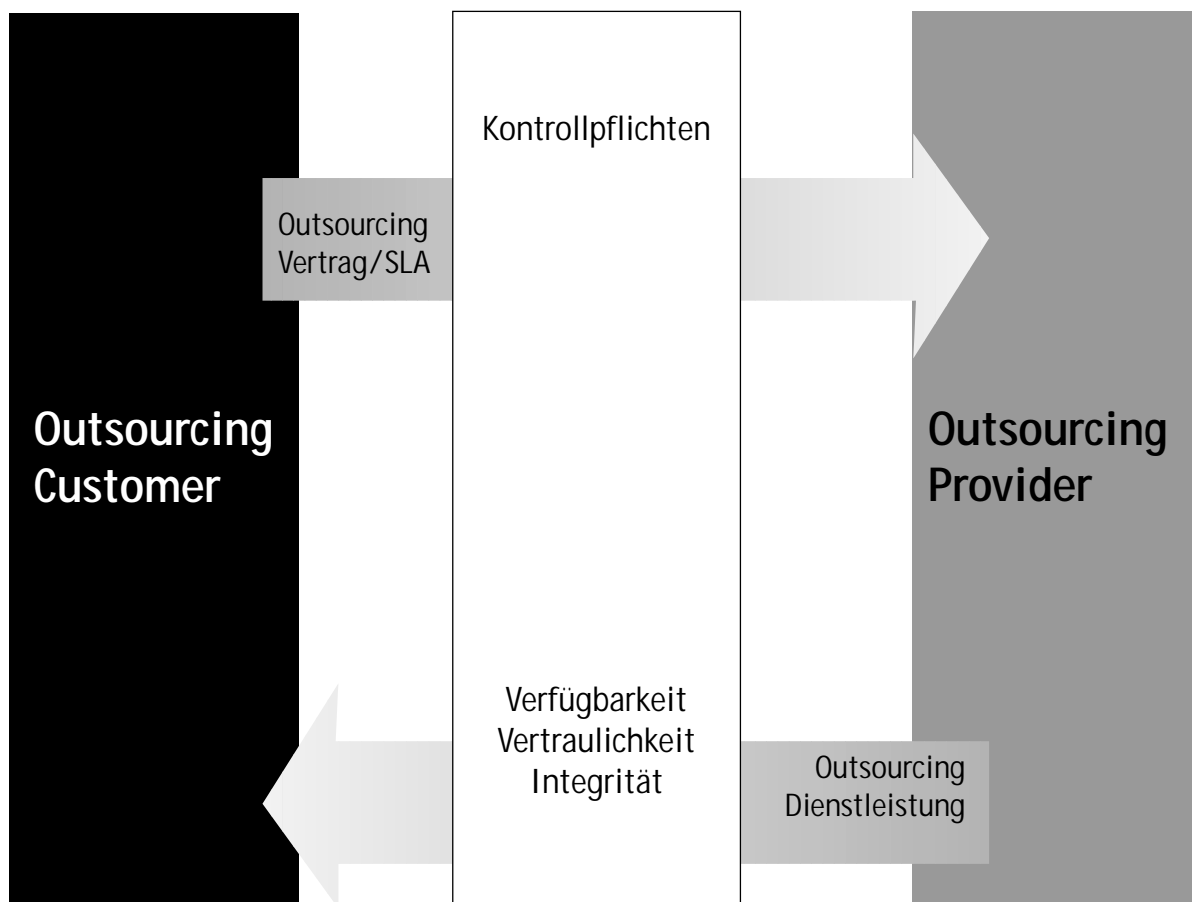 Kontrollpflichten
Outsourcing
Vertrag/SLA
Outsourcing
Customer
Outsourcing
Provider
Verfügbarkeit
Vertraulichkeit
Integrität
Outsourcing
Dienstleistung